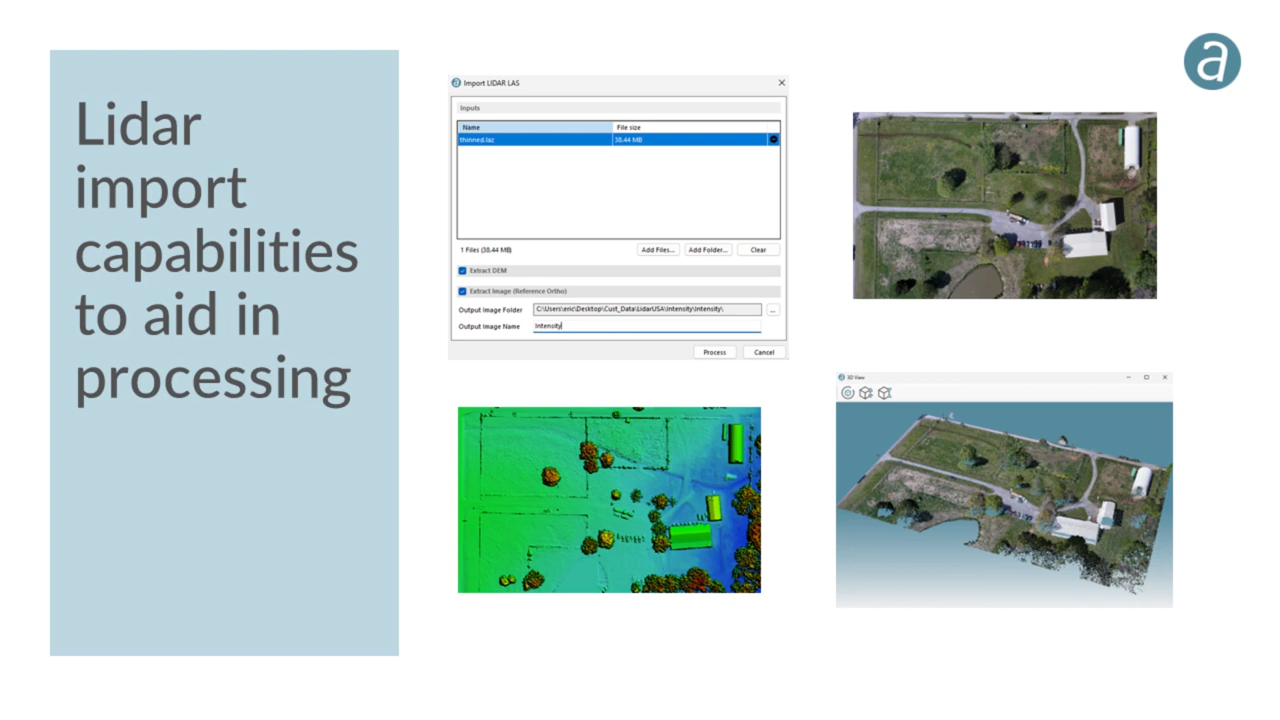 Lidar
import
capabilities
to aid in
processing
Import LIDAR LAS
Inputs
Name File size
thinned.laz 38.44 MB
1 Files (38.44 MB) Add Files... Add Folder... Clear
Extract DEM
Extract Image (Reference Ortho)
Output Image Folder C:\Users\eric\Desktop\Cust_Data\LidarUSA\Intensity\Intensity\ ...
Output Image Name Intensity
Process Cancel
a
3D View